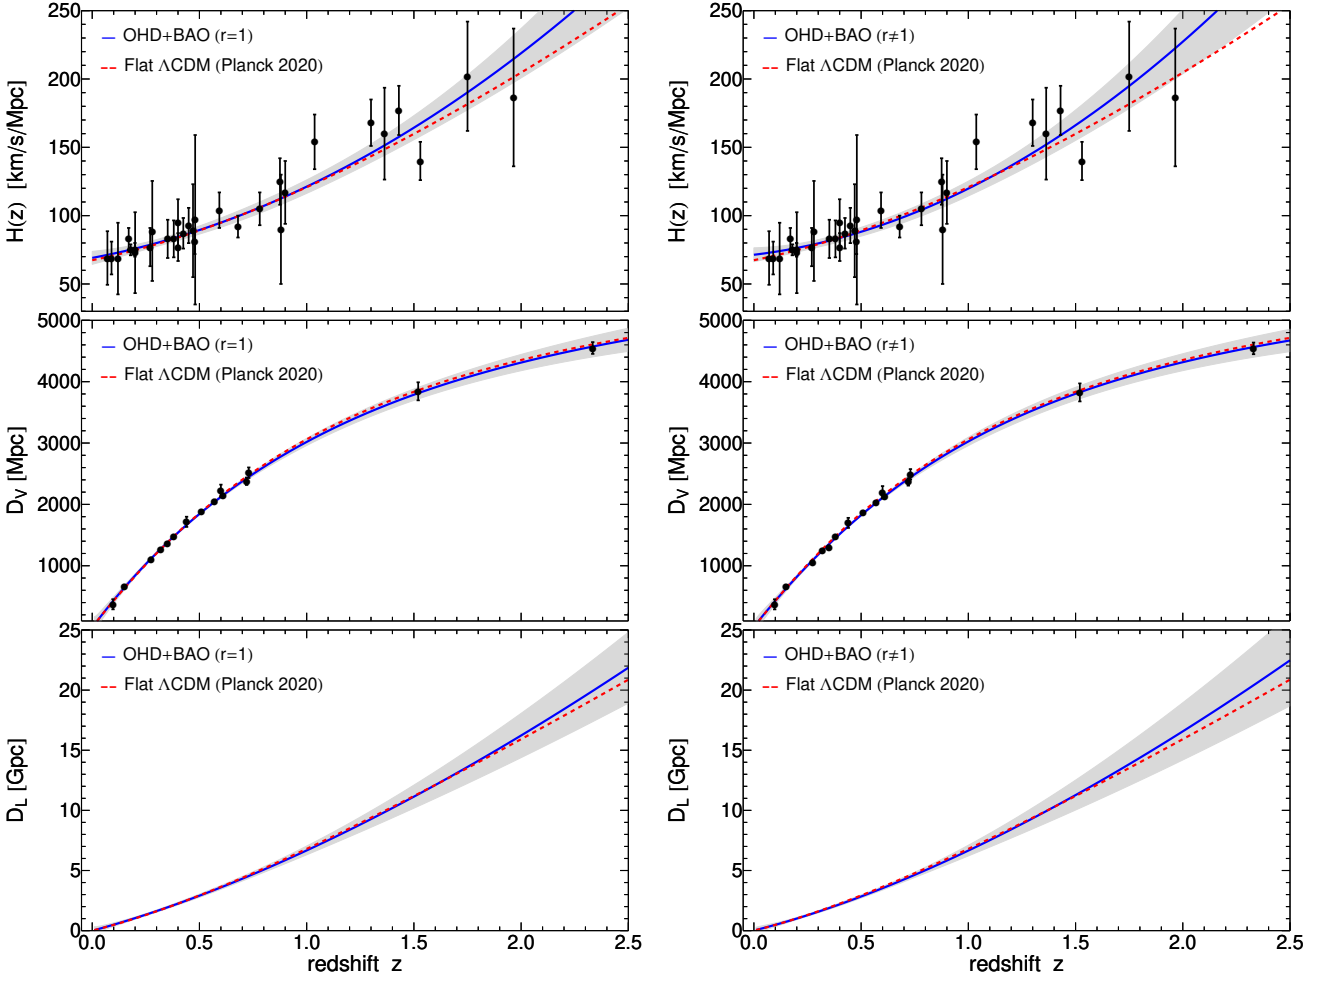 250
200
150
100
50
H(z) [km/s/Mpc]
OHD+BAO (r=1)
Flat ΛCDM (Planck 2020)
250
200
150
100
50
H(z) [km/s/Mpc]
OHD+BAO (r≠1)
Flat ΛCDM (Planck 2020)
5000
4000
3000
2000
1000
D_V [Mpc]
OHD+BAO (r=1)
Flat ΛCDM (Planck 2020)
5000
4000
3000
2000
1000
D_V [Mpc]
OHD+BAO (r≠1)
Flat ΛCDM (Planck 2020)
25
20
15
10
5
0
D_L [Gpc]
OHD+BAO (r=1)
Flat ΛCDM (Planck 2020)
0.0 0.5 1.0 1.5 2.0 2.5
redshift z
25
20
15
10
5
0
D_L [Gpc]
OHD+BAO (r≠1)
Flat ΛCDM (Planck 2020)
0.0 0.5 1.0 1.5 2.0 2.5
redshift z